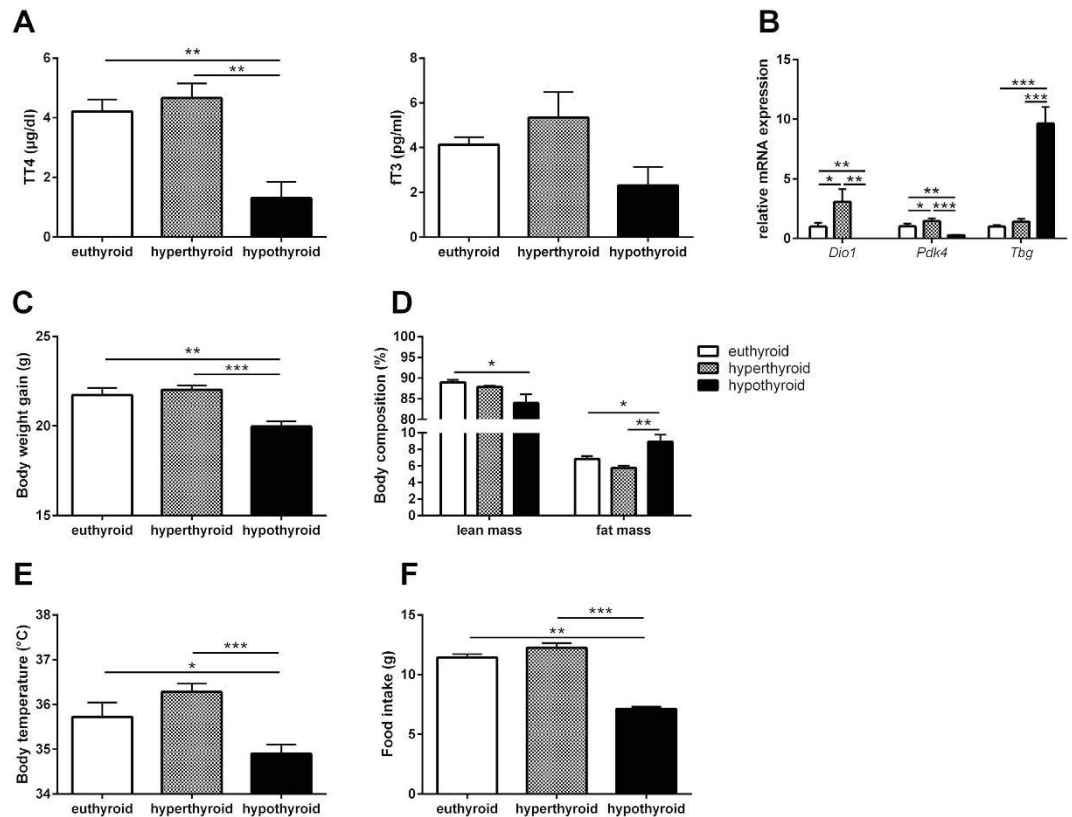 A
TT4 (µg/dl)
6
4
2
0
**
**
euthyroid hyperthyroid hypothyroid
fT3 (pg/ml)
8
6
4
2
0
euthyroid hyperthyroid hypothyroid
B
relative mRNA expression
15
10
5
0
**
* **
**
* ***
***
***
Dio1 Pdk4 Tbg
C
Body weight gain (g)
25
20
15
**
***
euthyroid hyperthyroid hypothyroid
D
Body composition (%)
100
95
90
85
80
10
8
6
4
2
0
*
*
**
lean mass fat mass
euthyroid
hyperthyroid
hypothyroid
E
Body temperature (°C)
38
37
36
35
34
***
*
euthyroid hyperthyroid hypothyroid
F
Food intake (g)
15
10
5
0
***
**
euthyroid hyperthyroid hypothyroid